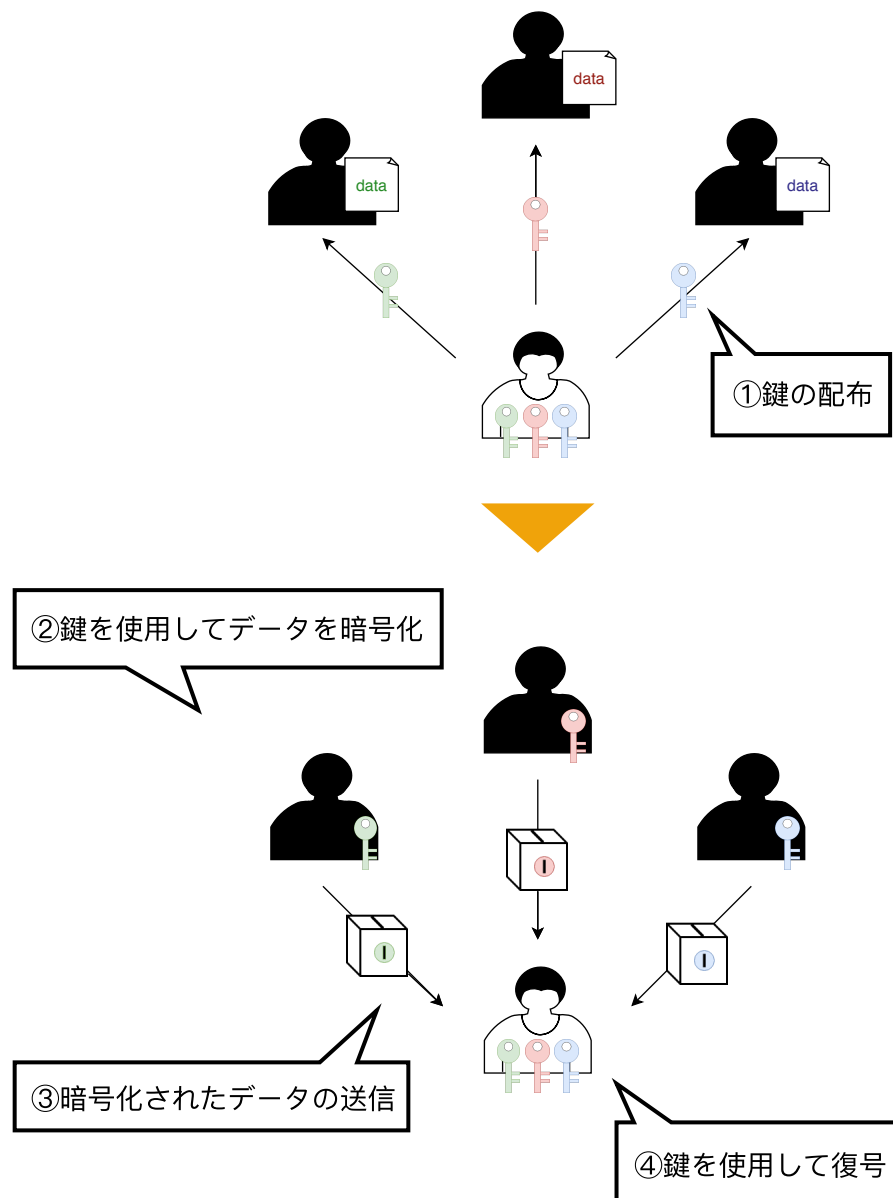 data
data
data
①鍵の配布
②鍵を使用してデータを暗号化
③暗号化されたデータの送信
④鍵を使用して復号